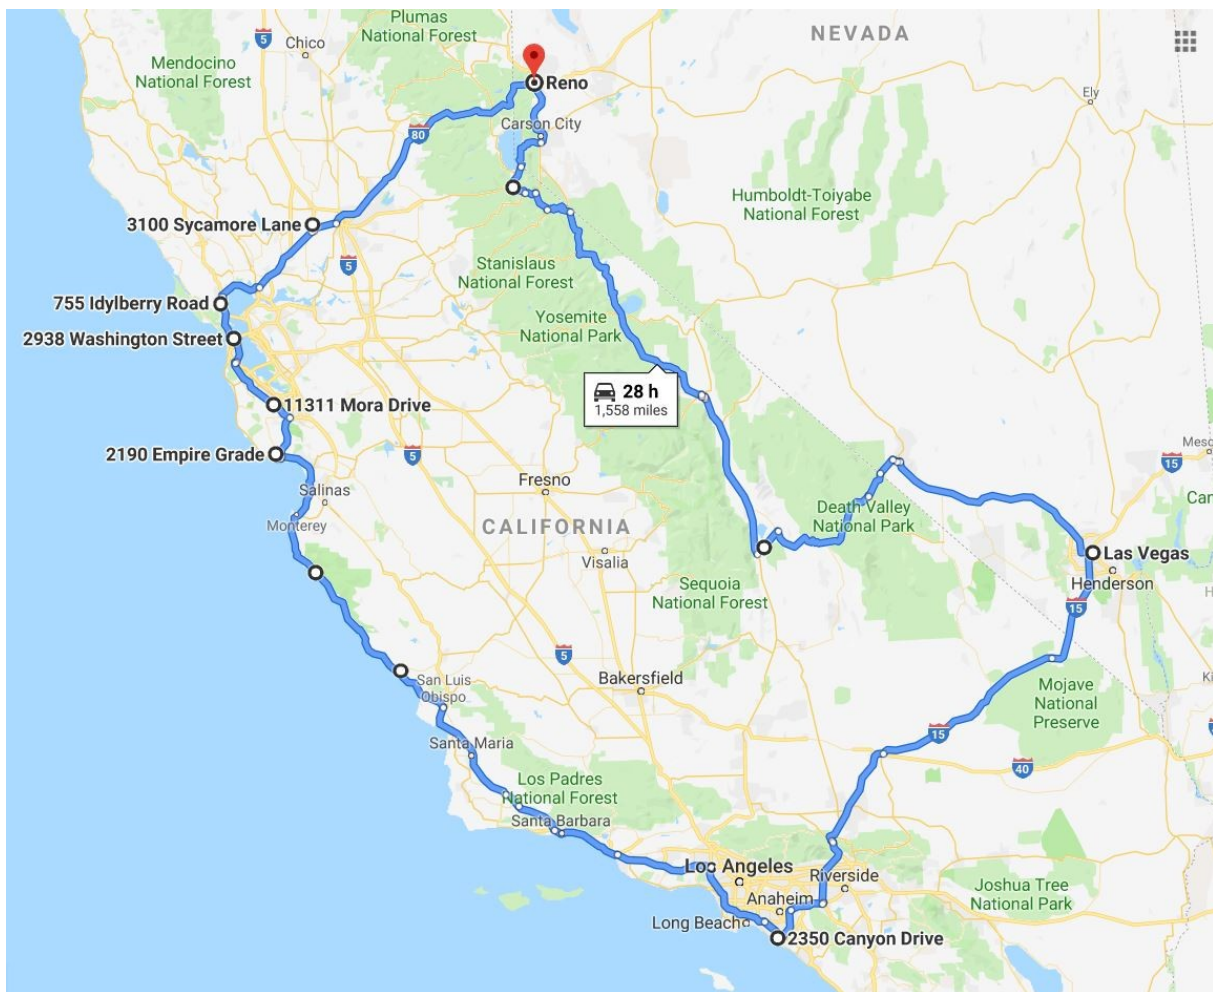 Plumas
National Forest
5
Chico
NEVADA
Mendocino
National Forest
Reno
Ely
80
Carson City
Humboldt-Toiyabe
National Forest
3100 Sycamore Lane
5
Stanislaus
National Forest
755 Idylberry Road
Yosemite
National Park
2938 Washington Street
28 h
1,558 miles
11311 Mora Drive
2190 Empire Grade
5
15
Fresno
Salinas
Monterey
CALIFORNIA
Death Valley
National Park
Visalia
Las Vegas
Henderson
Sequoia
National Forest
15
5
San Luis
Obispo
Bakersfield
Mojave
National
Preserve
15
Santa Maria
40
Los Padres
National Forest
Santa Barbara
Los Angeles
Riverside
Anaheim
Joshua Tree
National Park
Long Beach
2350 Canyon Drive